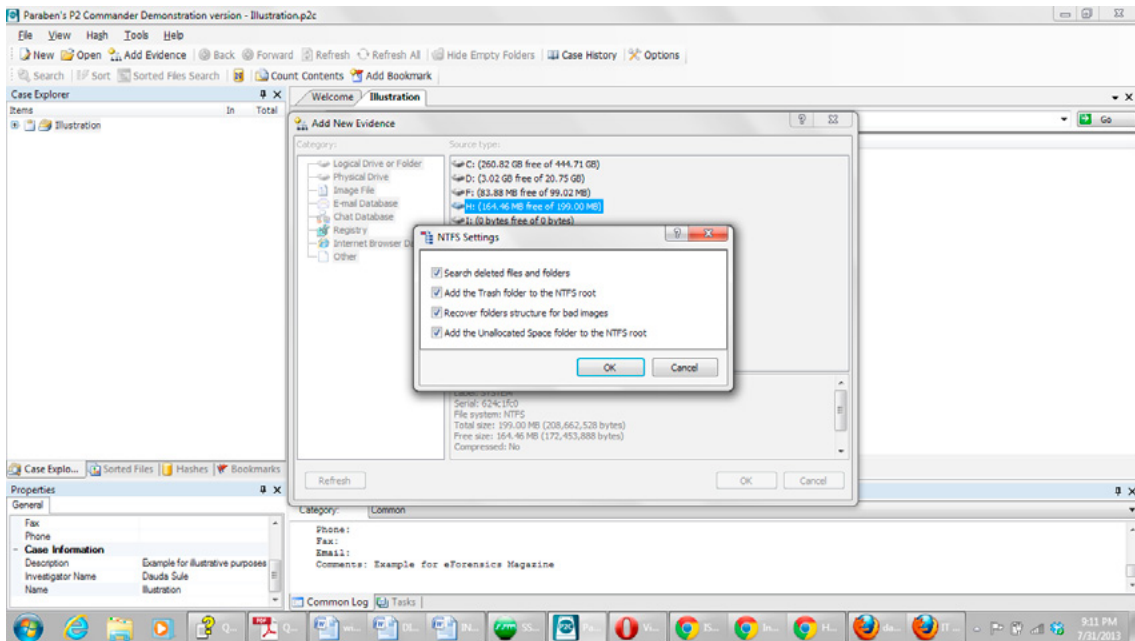 Paraben's P2 Commander Demonstration version - Illustration.p2c
File View Hash Tools Help
New Open Add Evidence Back Forward Refresh Refresh All Hide Empty Folders Case History Options
Search Sort Sorted Files Search Count Contents Add Bookmark
Case Explorer
Welcome Illustration
Items In Total
Go
Illustration
Add New Evidence
Category:
Source type:
Logical Drive or Folder
Physical Drive
Image File
E-mail Database
Chat Database
Registry
Internet Browser
Other
C: (260.82 GB free of 444.71 GB)
D: (3.02 GB free of 20.75 GB)
F: (83.88 MB free of 99.02 MB)
H: (164.46 MB free of 199.00 MB)
I: (0 bytes free of 0 bytes)
NTFS Settings
Search deleted files and folders
Add the Trash folder to the NTFS root
Recover folders structure for bad images
Add the Unallocated Space folder to the NTFS root
OK Cancel
Serial: 624c1fc0
File system: NTFS
Total size: 199.00 MB (208,662,528 bytes)
Free size: 164.46 MB (172,453,888 bytes)
Compressed: No
Refresh
OK Cancel
Case Explo... Sorted Files Hashes Bookmarks
Properties
General
Fax
Phone
Case Information
Description Example for illustrative purposes
Investigator Name Dauda Sule
Name Illustration
Category: Common
Phone:
Fax:
Email:
Comments: Example for eForensics Magazine
Common Log Tasks
Q... Q... w... DI... IN... SS... Pa... V... IS... In... H... da... IT ...
9:11 PM
7/31/2013